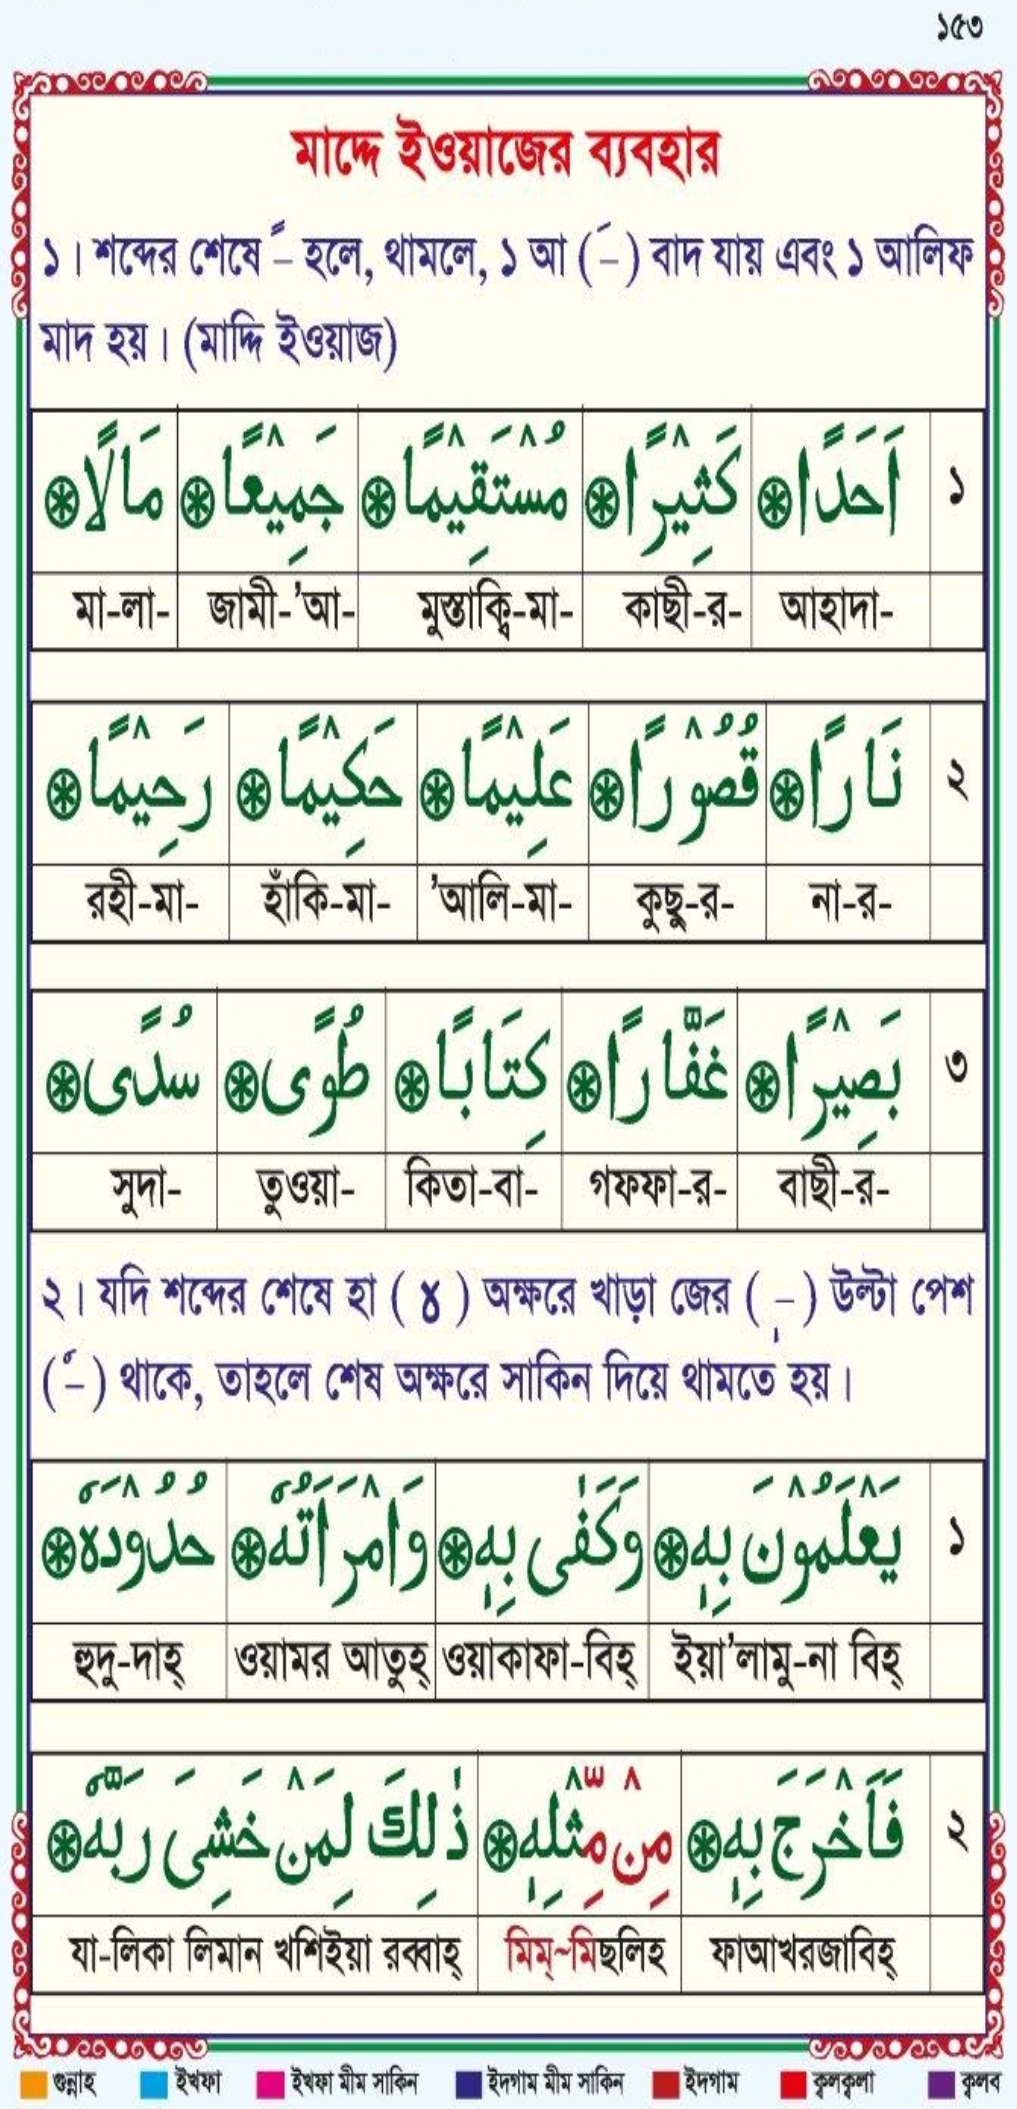 ১৫৩
মাদ্দে ইওয়াজের ব্যবহার
১। শব্দের শেষে ـً হলে, থামলে, ১ আ (ـَ) বাদ যায় এবং ১ আলিফ
মাদ হয়। (মাদ্দি ইওয়াজ)
১ اَحَدًا۞ كَثِيْرًا۞ مُسْتَقِيْمًا۞ جَمِيْعًا۞ مَالًا۞
আহাদা- কাছী-র- মুস্তাক্বি-মা- জামী-'আ- মা-লা-
২ نَارًا۞ قُصُوْرًا۞ عَلِيْمًا۞ حَكِيْمًا۞ رَحِيْمًا۞
না-র- কুছু-র- 'আলি-মা- হাঁকি-মা- রহী-মা-
৩ بَصِيْرًا۞ غَفَّارًا۞ كِتَابًا۞ طُوًى۞ سُدًى۞
বাছী-র- গফফা-র- কিতা-বা- তুওয়া- সুদা-
২। যদি শব্দের শেষে হা ( ۿ ) অক্ষরে খাড়া জের ( ـٖ ) উল্টা পেশ
(ـٗ) থাকে, তাহলে শেষ অক্ষরে সাকিন দিয়ে থামতে হয়।
১ يَعْلَمُوْنَ بِهٖ۞ وَكَفٰى بِهٖ۞ وَامْرَاَتُهٗ۞ حُدُوْدَهٗ۞
ইয়া'লামু-না বিহ্ ওয়াকাফা-বিহ্ ওয়ামর আতুহ্ হুদু-দাহ্
২ فَاَخْرَجَ بِهٖ۞ مِنْ مِّثْلِهٖ۞ ذٰلِكَ لِمَنْ خَشِىَ رَبَّهٗ۞
ফাআখরজাবিহ্ মিম্~মিছলিহ যা-লিকা লিমান খশিইয়া রব্বাহ্
গুন্নাহ ইখফা ইখফা মীম সাকিন ইদগাম মীম সাকিন ইদগাম ক্বলক্বলা ক্বলব